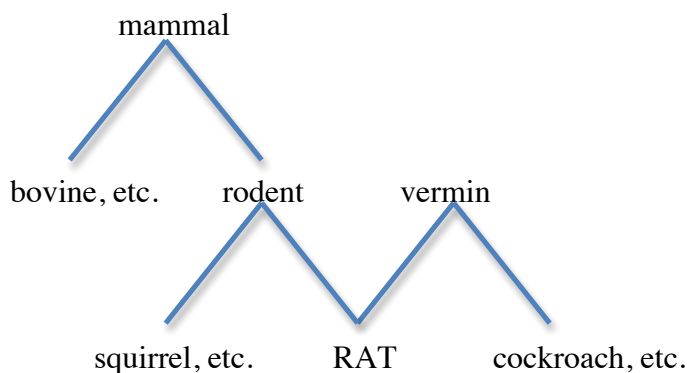 mammal
bovine, etc. rodent vermin
squirrel, etc. RAT cockroach, etc.